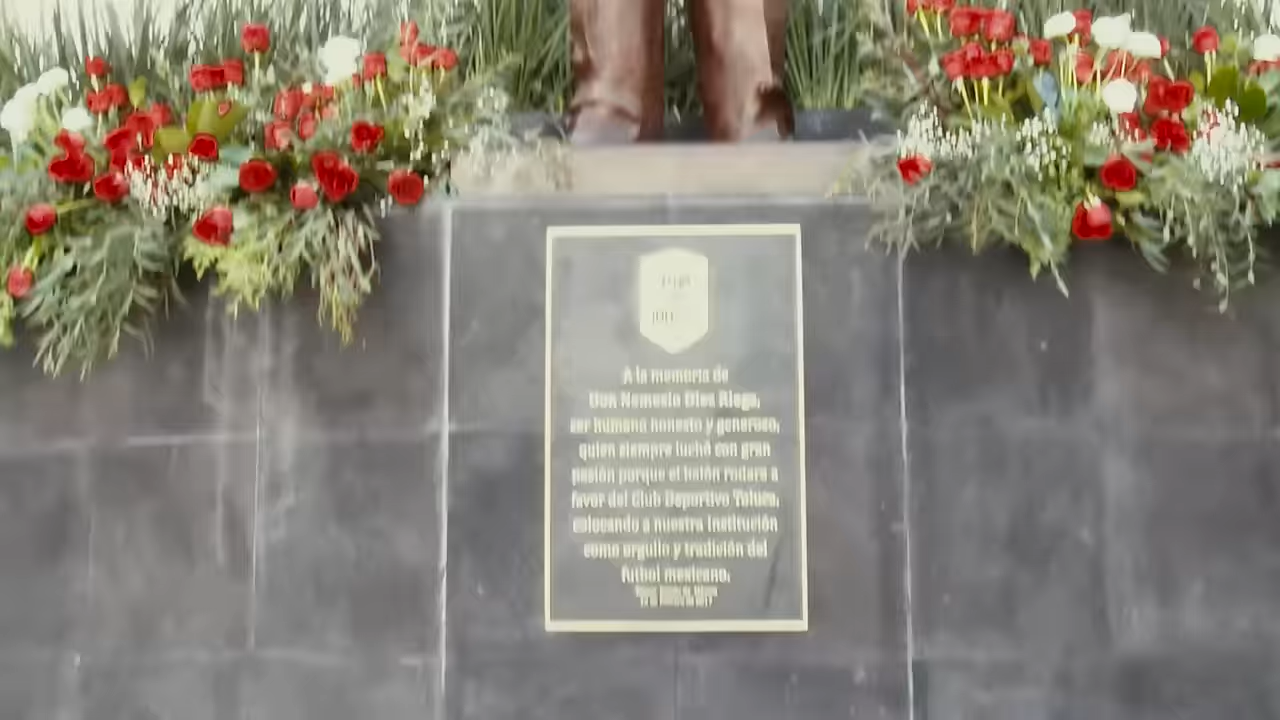 A la memoria de
Don Nemesio Díez Riega,
ser humano honesto y generoso,
quien siempre luchó con gran
pasión porque el balón rodara a
favor del Club Deportivo Toluca,
colocando a nuestra institución
como orgullo y tradición del
futbol mexicano.